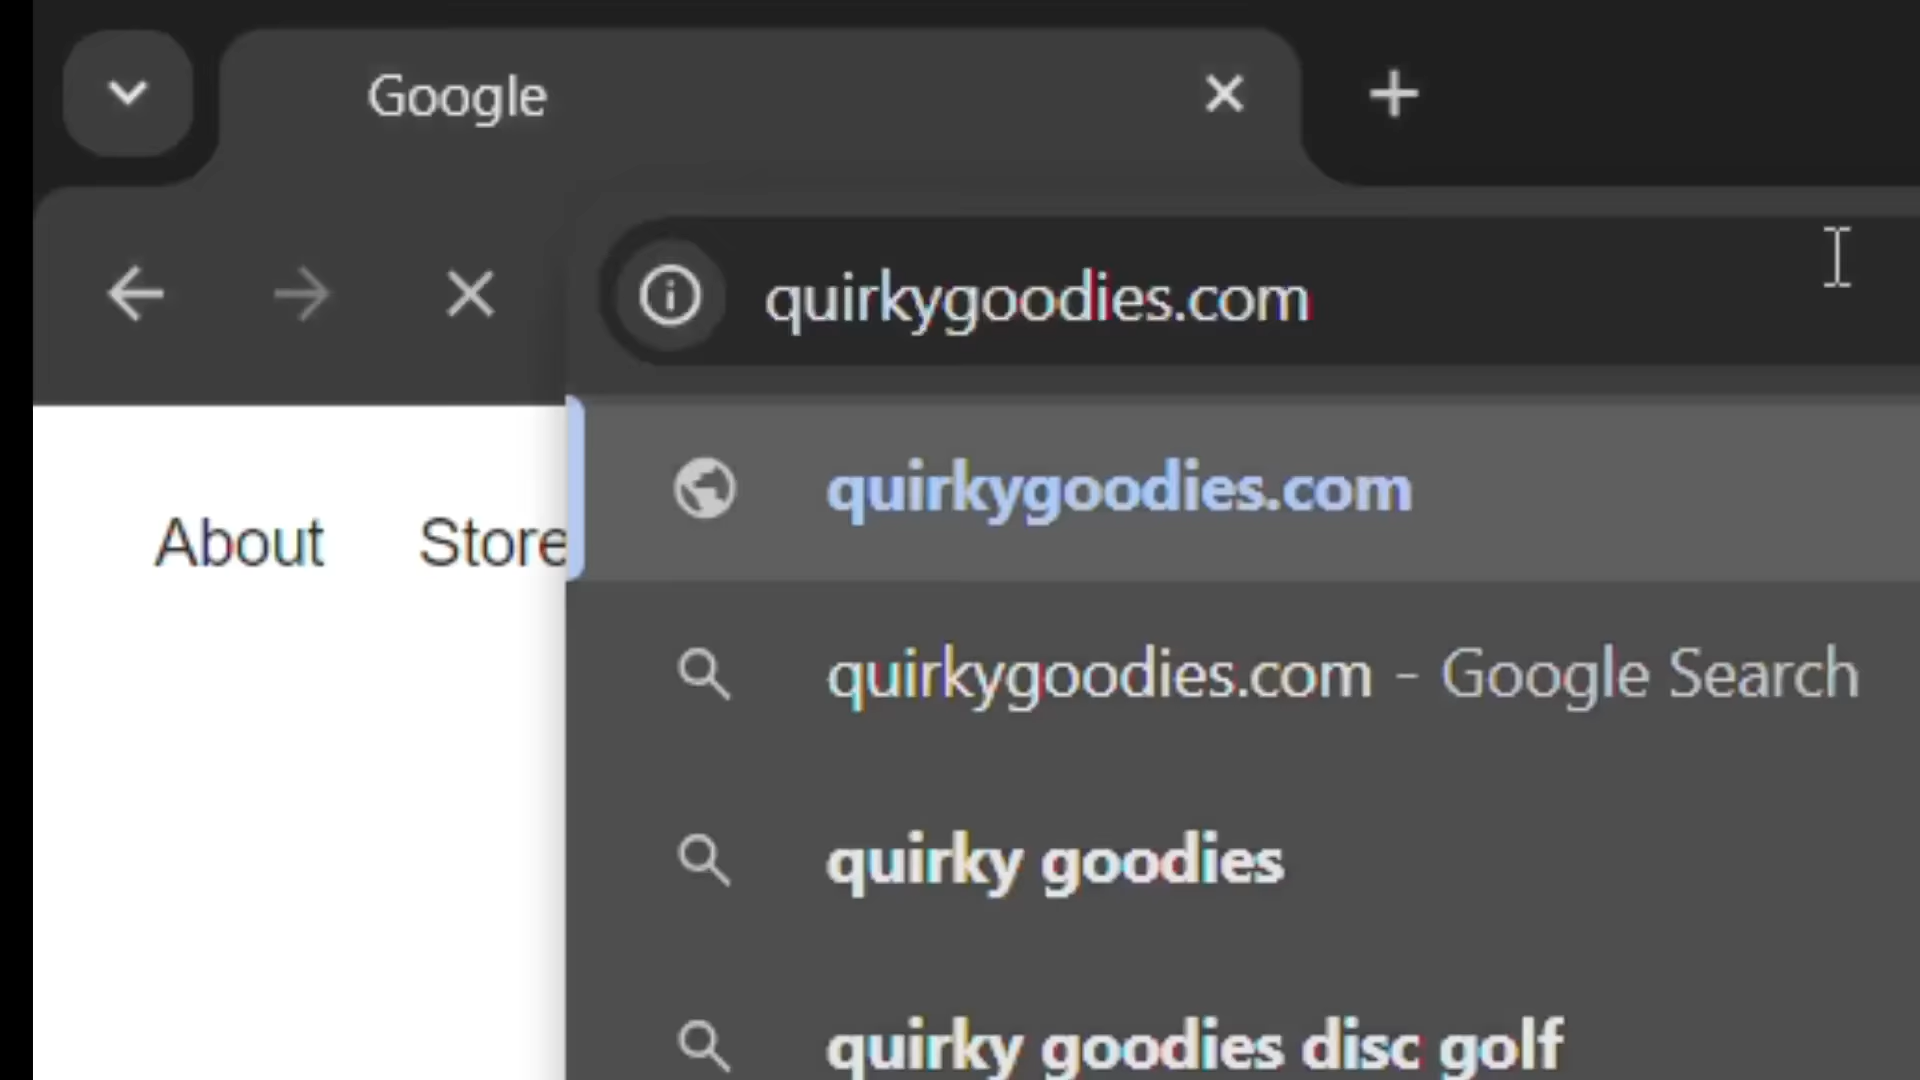 Google
quirkygoodies.com
quirkygoodies.com
About Store
quirkygoodies.com - Google Search
quirky goodies
quirky goodies disc golf